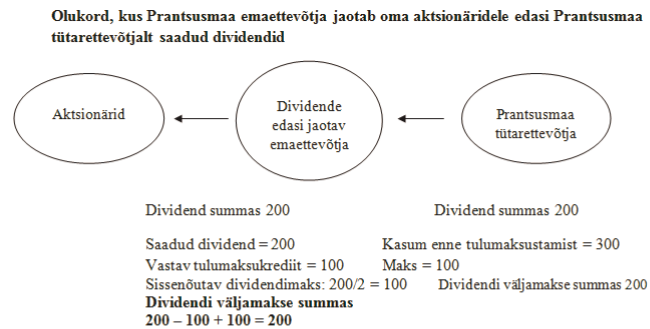 Olukord, kus Prantsusmaa emaettevõtja jaotab oma aktsionäridele edasi Prantsusmaa
tütarettevõtjalt saadud dividendid
Aktsionärid
Dividende
edasi jaotav
emaettevõtja
Prantsusmaa
tütarettevõtja
Dividend summas 200
Dividend summas 200
Saadud dividend = 200
Kasum enne tulumaksustamist = 300
Vastav tulumaksukrediit = 100
Maks = 100
Sissenõutav dividendimaks: 200/2 = 100
Dividendi väljamakse summas 200
Dividendi väljamakse summas
200 – 100 + 100 = 200